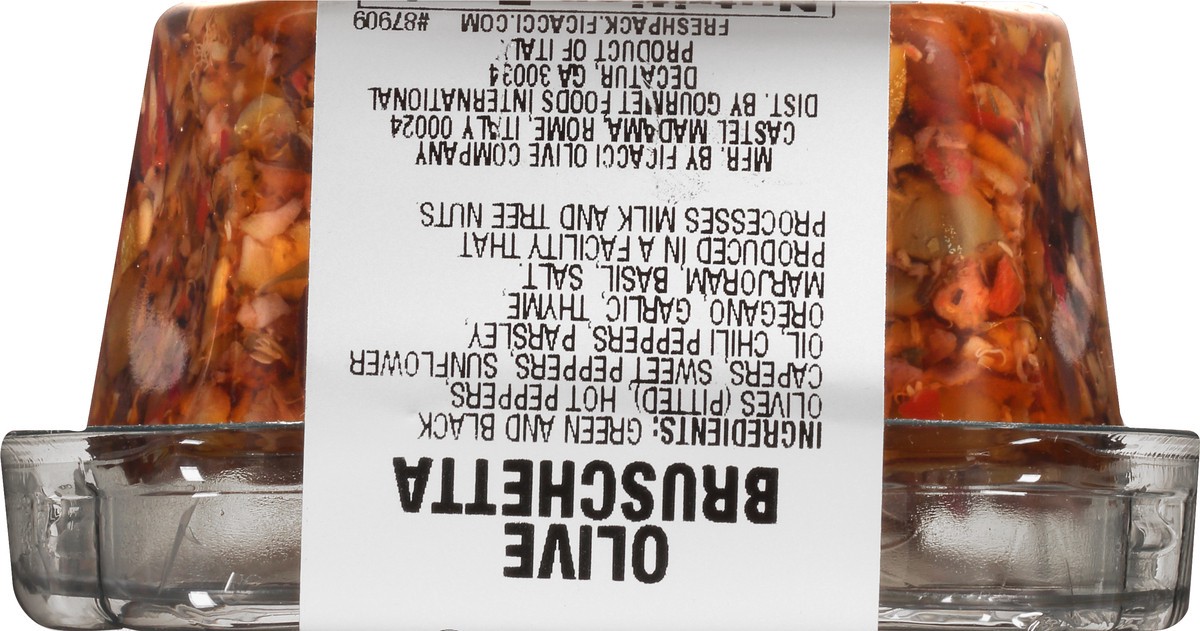 OLIVE
BRUSCHETTA
INGREDIENTS: GREEN AND BLACK
OLIVES (PITTED), HOT PEPPERS,
CAPERS, SWEET PEPPERS, SUNFLOWER
OIL, CHILI PEPPERS, PARSLEY,
OREGANO, GARLIC, THYME,
MARJORAM, BASIL, SALT.
PRODUCED IN A FACILITY THAT
PROCESSES MILK AND TREE NUTS
MFR. BY FICACCI OLIVE COMPANY
CASTEL MADAMA, ROME, ITALY 00024
DIST. BY GOURMET FOODS INTERNATIONAL
DECATUR, GA 30034
PRODUCT OF ITALY
FRESHPACK.FICACCI.COM #87909